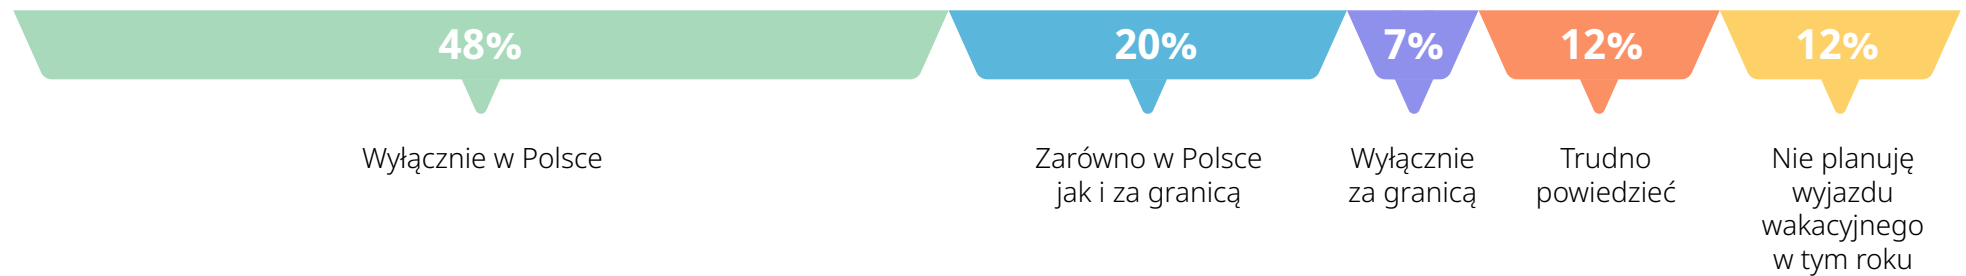 48%
20%
7%
12%
12%
Wyłącznie w Polsce
Zarówno w Polsce
jak i za granicą
Wyłącznie
za granicą
Trudno
powiedzieć
Nie planuję
wyjazdu
wakacyjnego
w tym roku